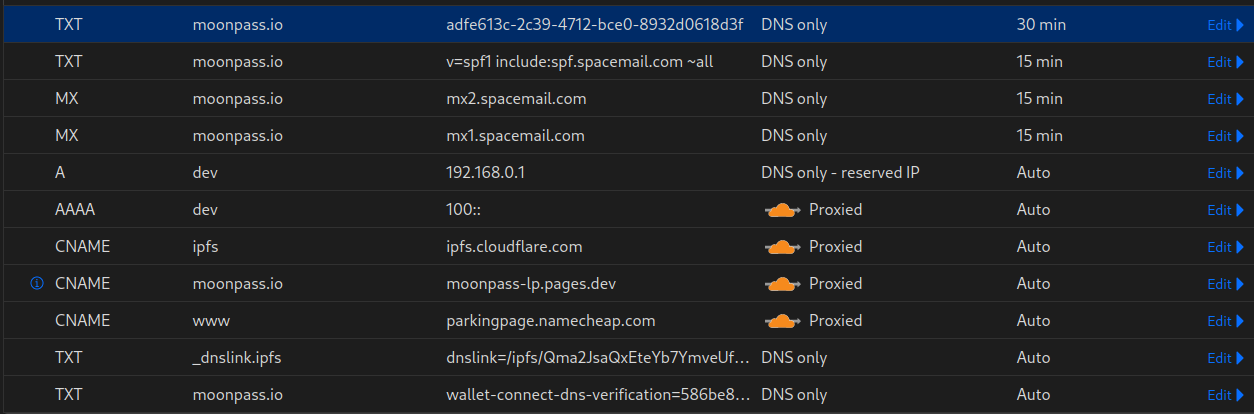 TXT moonpass.io adfe613c-2c39-4712-bce0-8932d0618d3f DNS only 30 min Edit
TXT moonpass.io v=spf1 include:spf.spacemail.com ~all DNS only 15 min Edit
MX moonpass.io mx2.spacemail.com DNS only 15 min Edit
MX moonpass.io mx1.spacemail.com DNS only 15 min Edit
A dev 192.168.0.1 DNS only - reserved IP Auto Edit
AAAA dev 100:: Proxied Auto Edit
CNAME ipfs ipfs.cloudflare.com Proxied Auto Edit
CNAME moonpass.io moonpass-lp.pages.dev Proxied Auto Edit
CNAME www parkingpage.namecheap.com Proxied Auto Edit
TXT _dnslink.ipfs dnslink=/ipfs/Qma2JsaQxEteYb7YmveUf... DNS only Auto Edit
TXT moonpass.io wallet-connect-dns-verification=586be8... DNS only Auto Edit